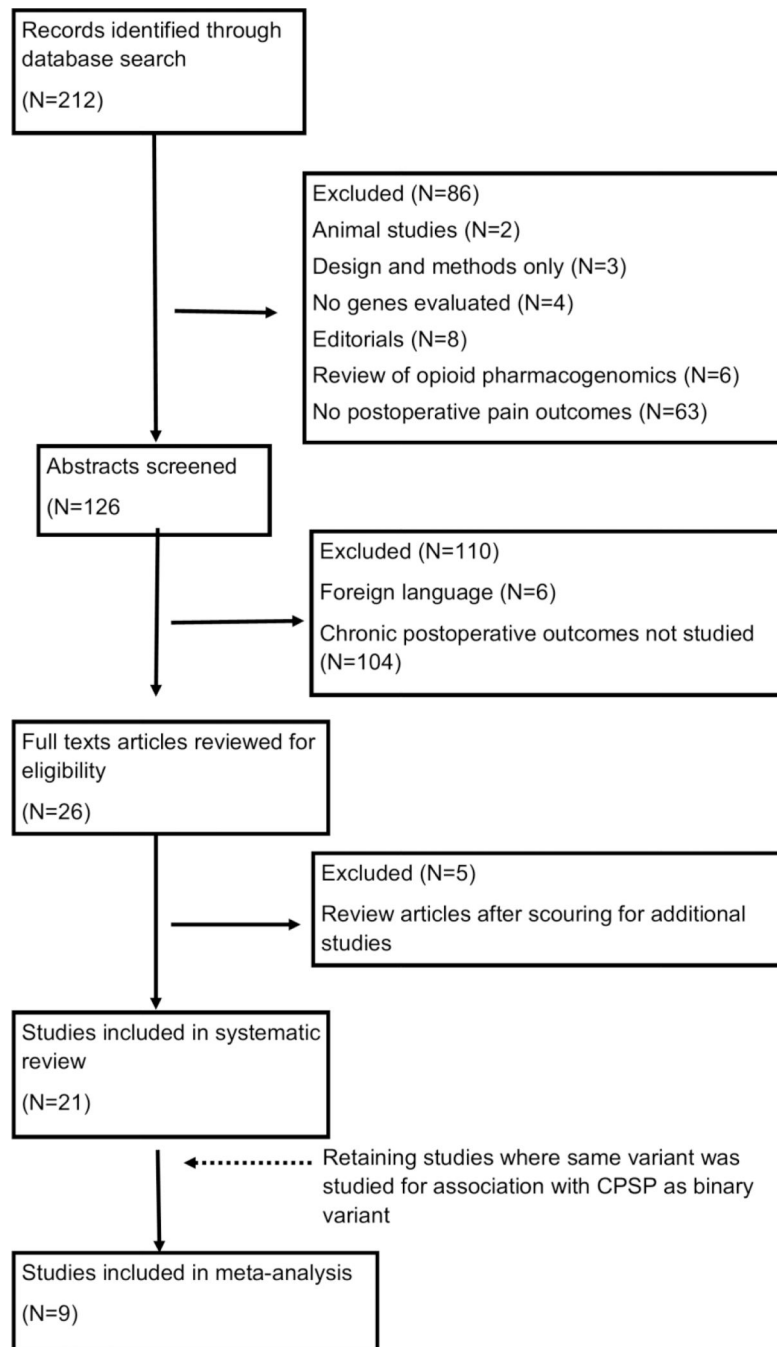 Records identified through
database search
(N=212)
Excluded (N=86)
Animal studies (N=2)
Design and methods only (N=3)
No genes evaluated (N=4)
Editorials (N=8)
Review of opioid pharmacogenomics (N=6)
No postoperative pain outcomes (N=63)
Abstracts screened
(N=126
Excluded (N=110)
Foreign language (N=6)
Chronic postoperative outcomes not studied
(N=104)
Full texts articles reviewed for
eligibility
(N=26)
Excluded (N=5)
Review articles after scouring for additional
studies
Studies included in systematic
review
(N=21)
Retaining studies where same variant was
studied for association with CPSP as binary
variant
Studies included in meta-analysis
(N=9)